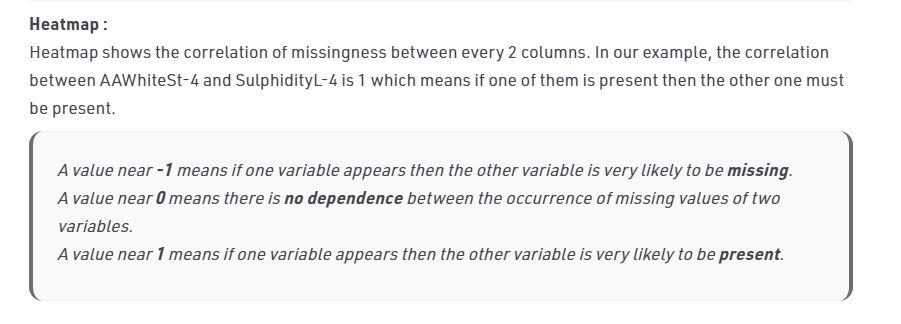 Heatmap :
Heatmap shows the correlation of missingness between every 2 columns. In our example, the correlation
between AAWhiteSt-4 and SulphidityL-4 is 1 which means if one of them is present then the other one must
be present.
A value near -1 means if one variable appears then the other variable is very likely to be missing.
A value near 0 means there is no dependence between the occurrence of missing values of two
variables.
A value near 1 means if one variable appears then the other variable is very likely to be present.